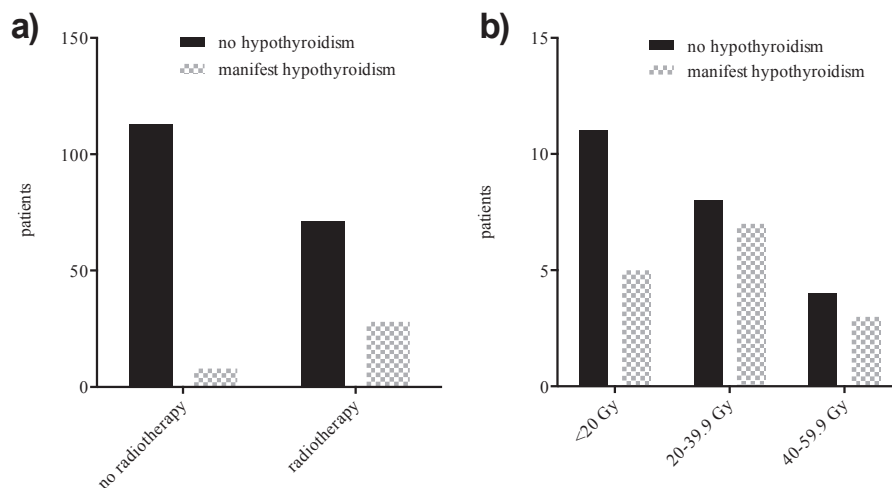 a)
150
100
50
0
patients
no hypothyroidism
manifest hypothyroidism
no radiotherapy
radiotherapy
b)
15
10
5
0
patients
no hypothyroidism
manifest hypothyroidism
<20 Gy
20-39.9 Gy
40-59.9 Gy